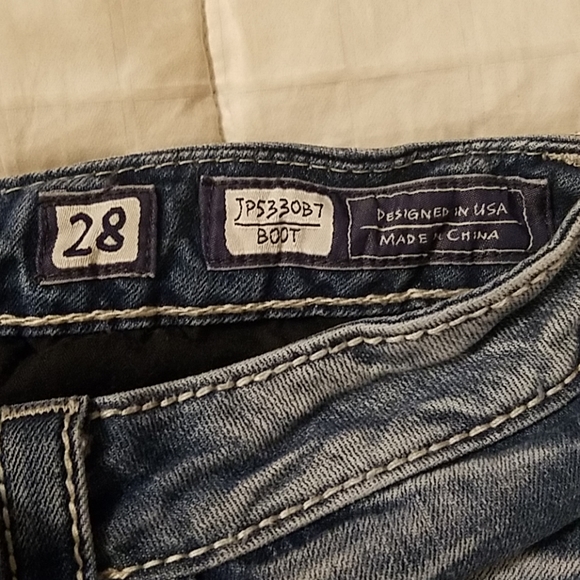 28
JP5330B7
BOOT
DESIGNED IN USA
MADE IN CHINA